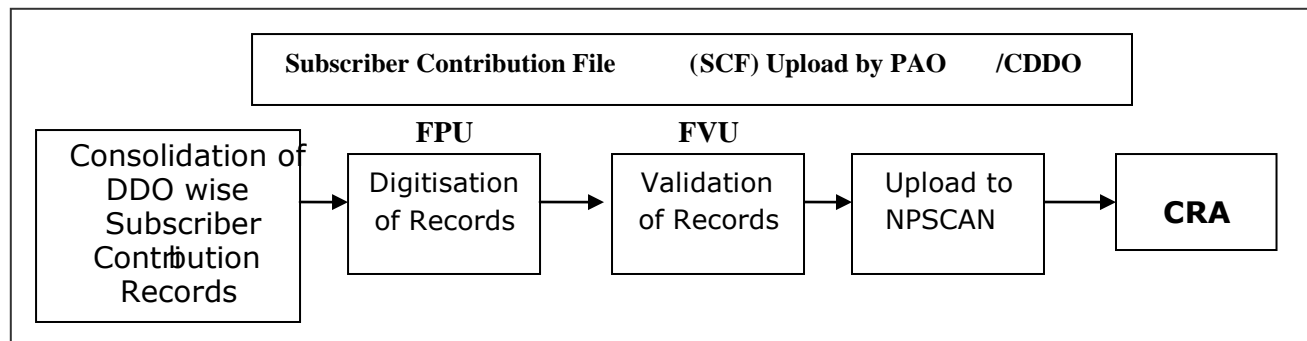 Subscriber Contribution File (SCF) Upload by PAO /CDDO
FPU
FVU
Consolidation of
DDO wise
Subscriber
Contribution
Records
Digitisation
of Records
Validation
of Records
Upload to
NPSCAN
CRA